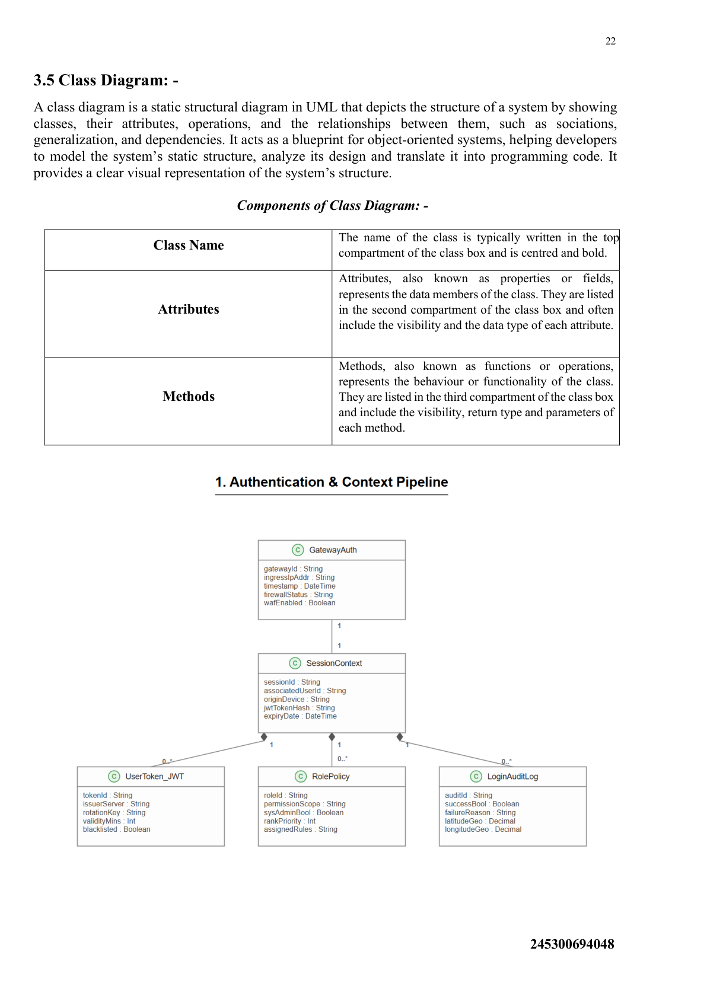 22
3.5 Class Diagram: -
A class diagram is a static structural diagram in UML that depicts the structure of a system by showing
classes, their attributes, operations, and the relationships between them, such as sociations,
generalization, and dependencies. It acts as a blueprint for object-oriented systems, helping developers
to model the system’s static structure, analyze its design and translate it into programming code. It
provides a clear visual representation of the system’s structure.
Components of Class Diagram: -
Class Name
The name of the class is typically written in the top
compartment of the class box and is centred and bold.
Attributes
Attributes, also known as properties or fields,
represents the data members of the class. They are listed
in the second compartment of the class box and often
include the visibility and the data type of each attribute.
Methods
Methods, also known as functions or operations,
represents the behaviour or functionality of the class.
They are listed in the third compartment of the class box
and include the visibility, return type and parameters of
each method.
1. Authentication & Context Pipeline
C GatewayAuth
gatewayId : String
ingressIpAddr : String
timestamp : DateTime
firewallStatus : String
wafEnabled : Boolean
1
1
C SessionContext
sessionId : String
associatedUserId : String
originDevice : String
jwtTokenHash : String
expiryDate : DateTime
1
1
1
0..*
0..*
0..*
C UserToken_JWT
tokenId : String
issuerServer : String
rotationKey : String
validityMins : Int
blacklisted : Boolean
C RolePolicy
roleId : String
permissionScope : String
sysAdminBool : Boolean
rankPriority : Int
assignedRules : String
C LoginAuditLog
auditId : String
successBool : Boolean
failureReason : String
latitudeGeo : Decimal
longitudeGeo : Decimal
245300694048